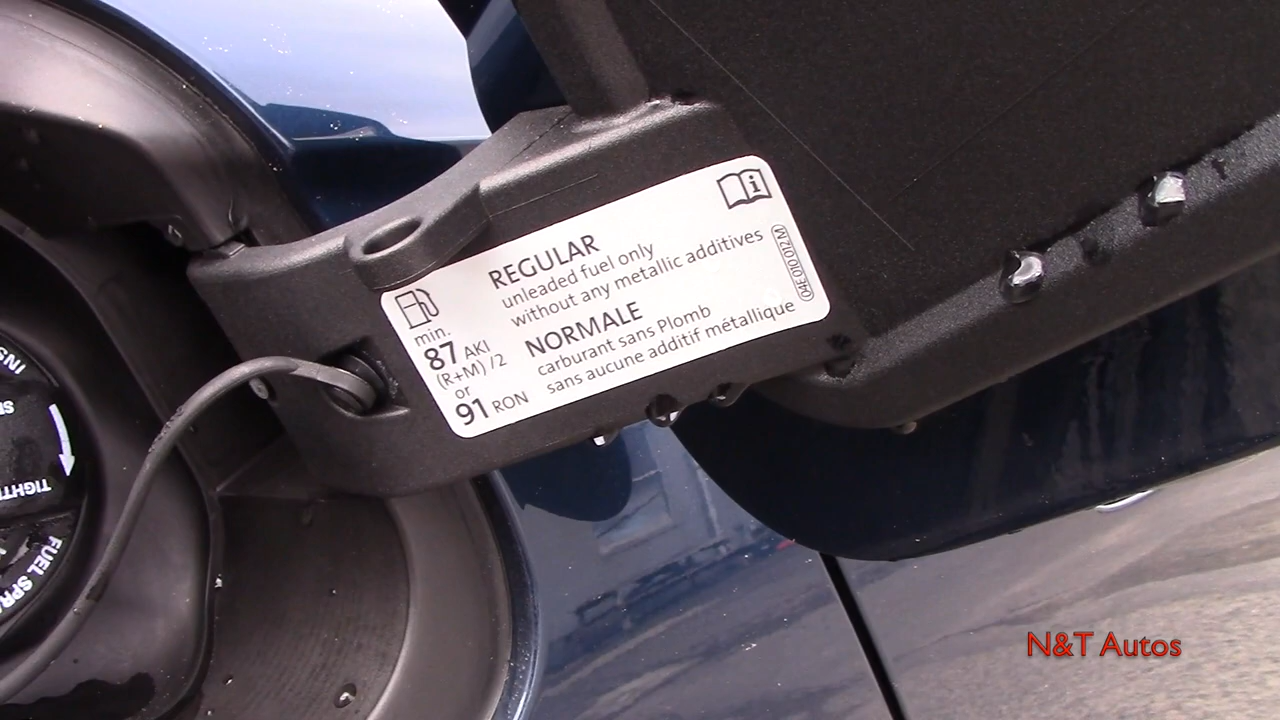 REGULAR
unleaded fuel only
without any metallic additives
NORMALE
carburant sans Plomb
sans aucune additif métallique
min.
87 AKI
(R+M)/2
or
91 RON
04E 010 012 M
FUEL
N&T Autos